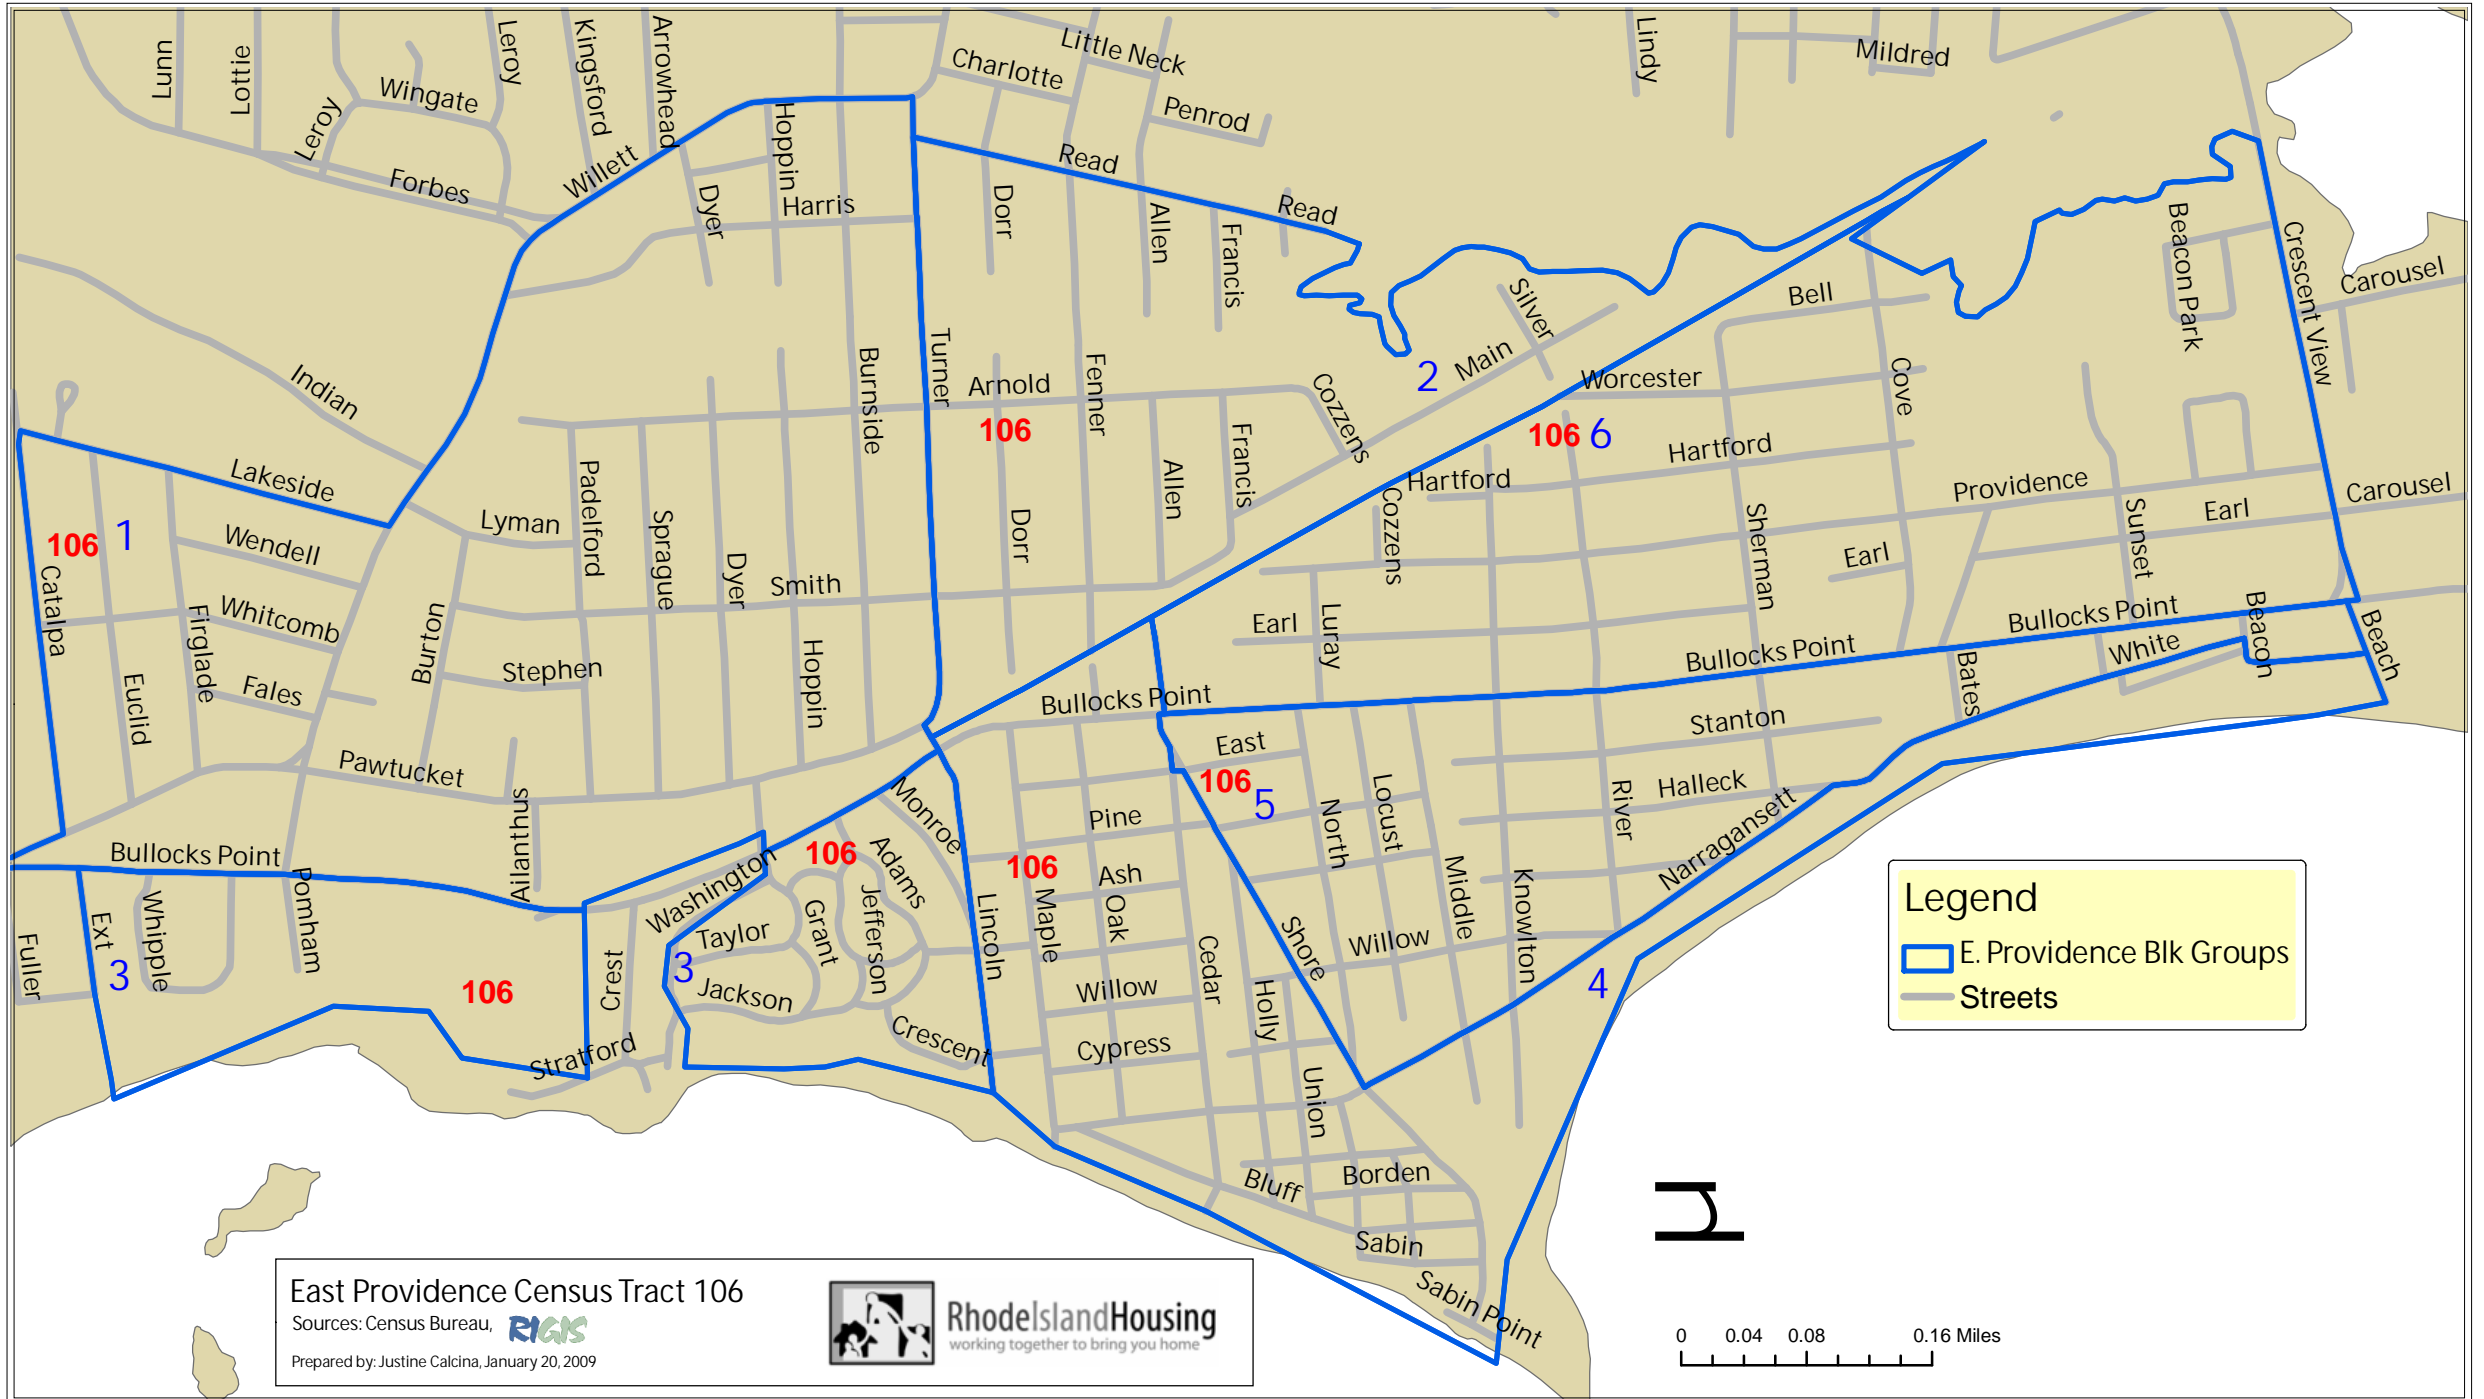 Lunn
Lottie
Leroy
Wingate
Leroy
Kingsford
Arrowhead
Forbes
Willett
Hoppin
Dyer
Harris
Charlotte
Little Neck
Penrod
Read
Read
Dorr
Allen
Francis
Lindy
Mildred
Silver
Main
Bell
Beacon Park
Crescent View
Carousel
Indian
Lakeside
Burnside
Turner
Arnold
106
Fenner
Cozzens
2
Worcester
106 6
Cove
Hartford
Hartford
106 1
Wendell
Whitcomb
Catalpa
Euclid
Firglade
Fales
Lyman
Padelford
Sprague
Dyer
Smith
Burton
Stephen
Hoppin
Dorr
Allen
Francis
Cozzens
Sherman
Providence
Sunset
Earl
Carousel
Earl
Earl
Luray
Bullocks Point
Bullocks Point
Bullocks Point
Beacon
Beach
White
Bates
Pawtucket
Ailanthus
Bullocks Point
Pomham
Whipple
Ext
3
Fuller
106
Crest
Stratford
Washington
106
3
Taylor
Grant
Jackson
Jefferson
Adams
Monroe
Crescent
Lincoln
106
Maple
Pine
Ash
Oak
Willow
Cypress
Cedar
East
106
5
North
Locust
Middle
Shore
Willow
Holly
Union
Knowlton
River
Stanton
Halleck
Narragansett
4
Borden
Bluff
Sabin
Sabin Point
Legend
E. Providence Blk Groups
Streets
East Providence Census Tract 106
Sources: Census Bureau, RIGIS
Prepared by: Justine Calcina, January 20, 2009
RhodeIslandHousing
working together to bring you home
0 0.04 0.08 0.16 Miles